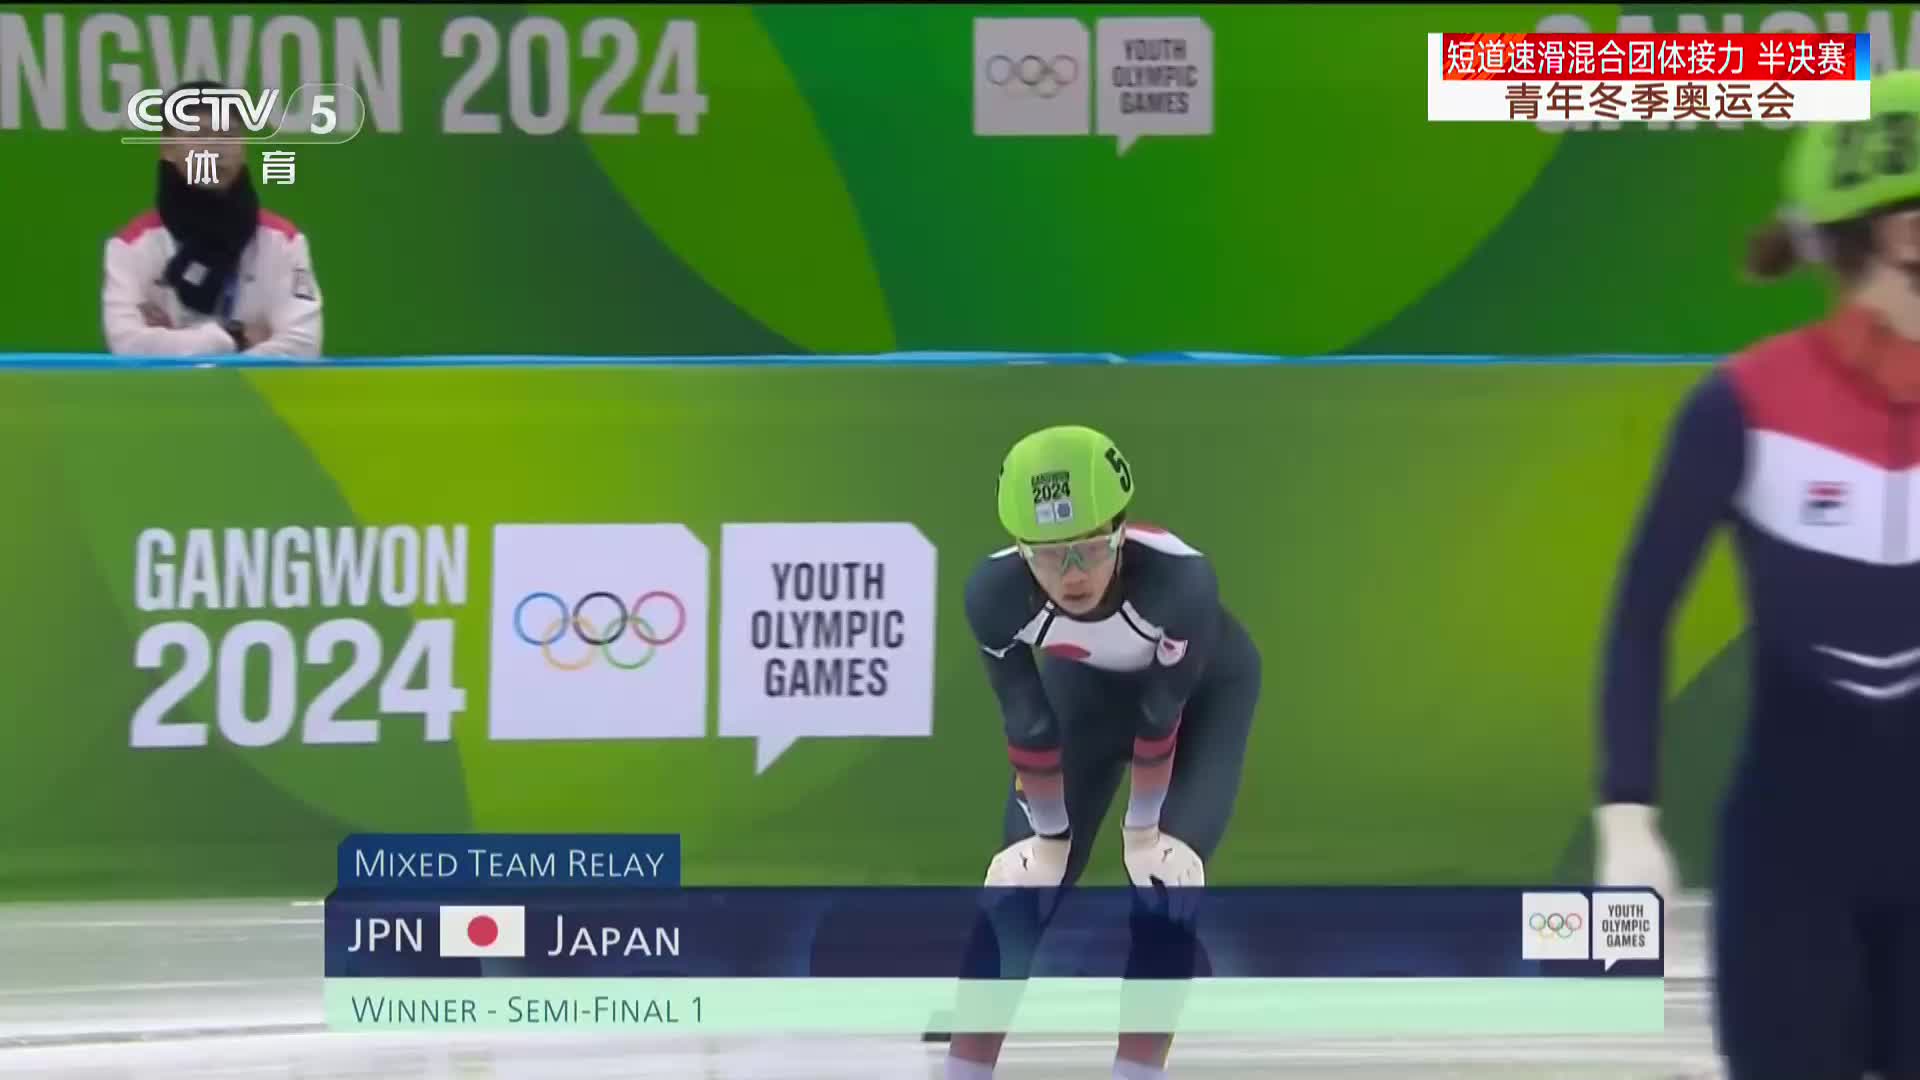 NGWON 2024
YOUTH
OLYMPIC
GAMES
短道速滑混合团体接力 半决赛
青年冬季奥运会
CCTV 5
体育
GANGWON
2024
YOUTH
OLYMPIC
GAMES
GANGWON
2024
5
MIXED TEAM RELAY
JPN JAPAN
YOUTH
OLYMPIC
GAMES
WINNER - SEMI-FINAL 1